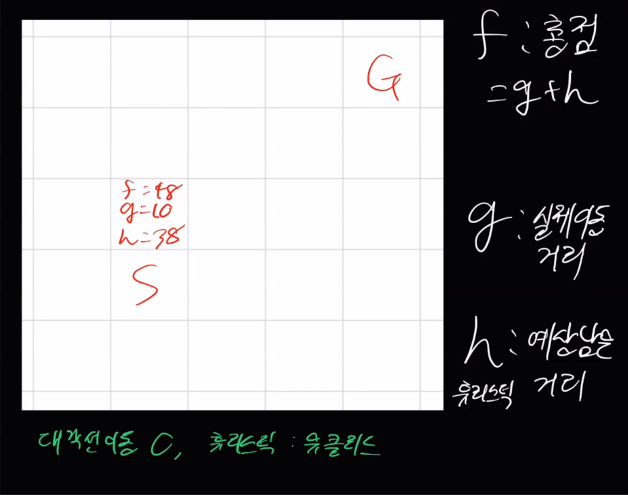 f : 총점
= g + h
G
f = 48
g = 10
h = 38
S
g : 실제이동
거리
h : 예상남은
휴리스틱 거리
대각선이동 O, 휴리스틱 : 유클리드